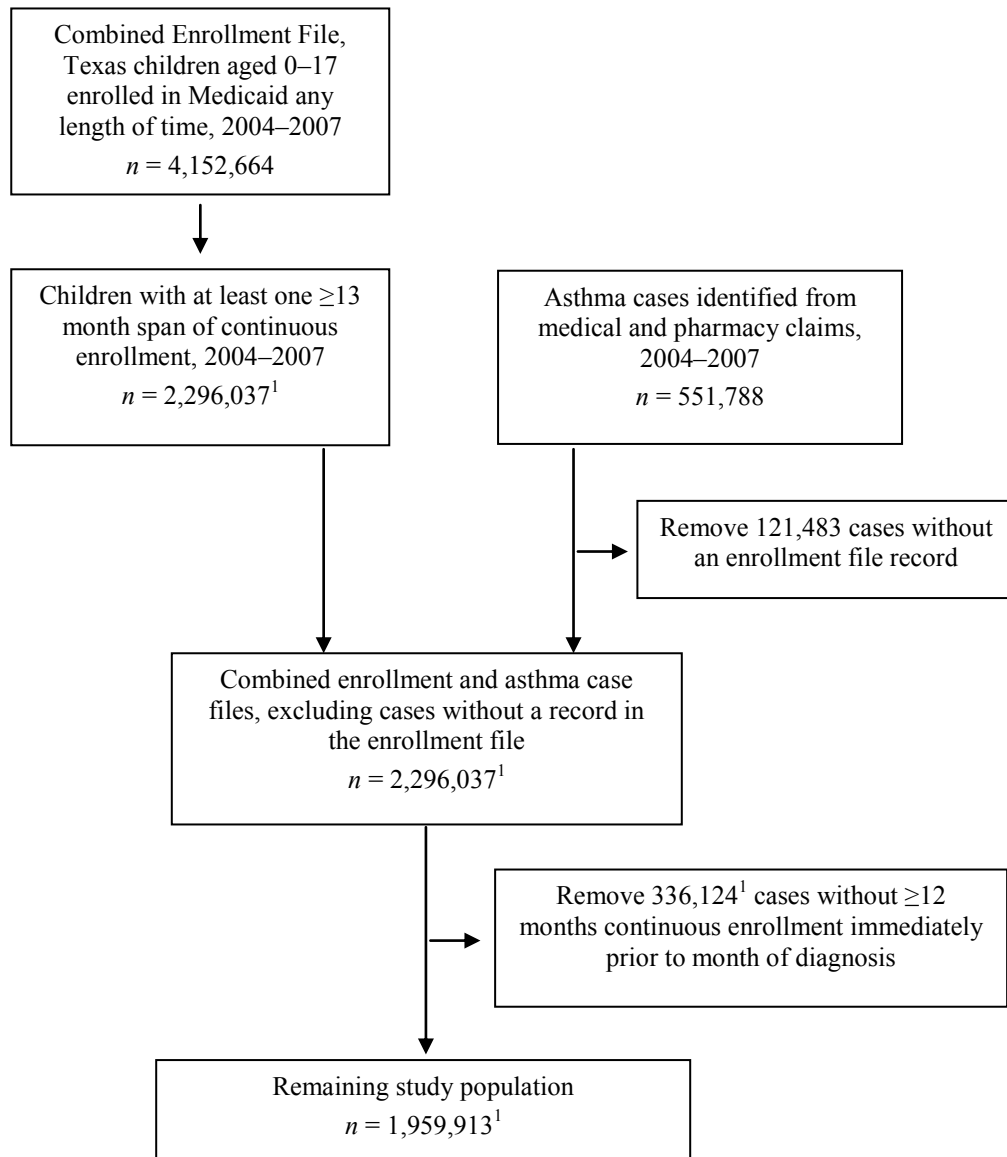 Combined Enrollment File,
Texas children aged 0–17
enrolled in Medicaid any
length of time, 2004–2007
n = 4,152,664
Children with at least one ≥13
month span of continuous
enrollment, 2004–2007
n = 2,296,037¹
Asthma cases identified from
medical and pharmacy claims,
2004–2007
n = 551,788
Remove 121,483 cases without
an enrollment file record
Combined enrollment and asthma case
files, excluding cases without a record in
the enrollment file
n = 2,296,037¹
Remove 336,124¹ cases without ≥12
months continuous enrollment immediately
prior to month of diagnosis
Remaining study population
n = 1,959,913¹